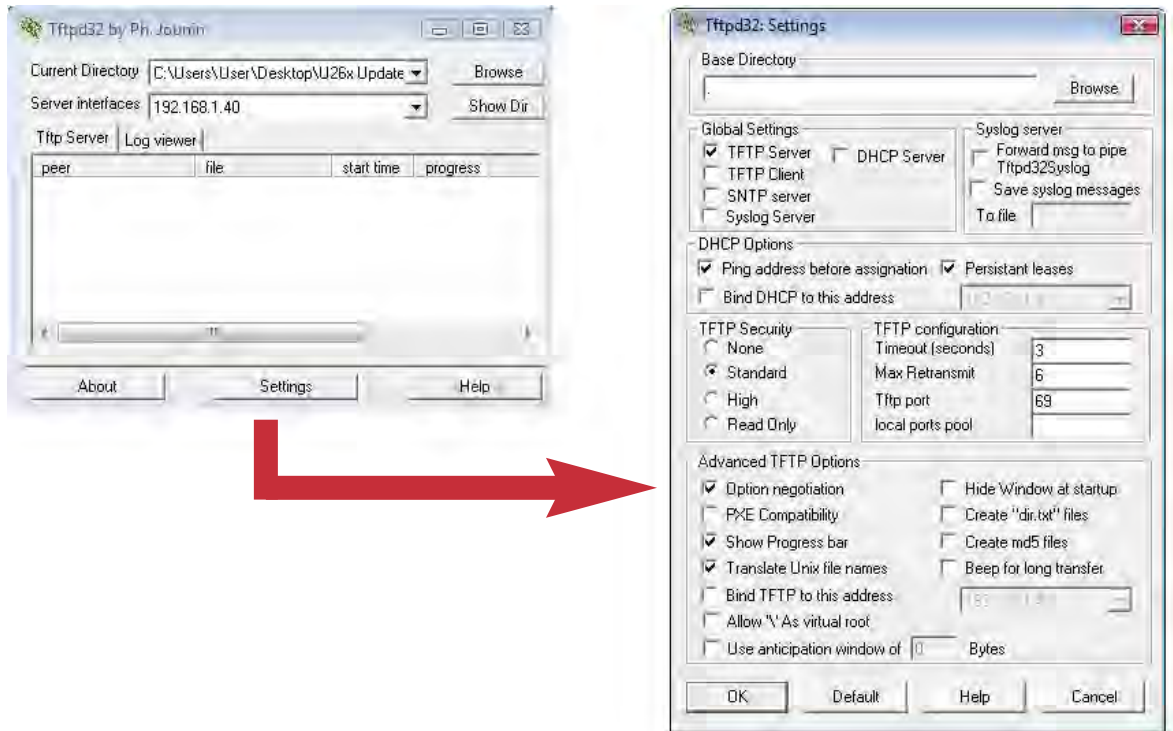 Tftpd32 by Ph. Jounin
Current Directory C:\Users\User\Desktop\U26x Update Browse
Server interfaces 192.168.1.40 Show Dir
Tftp Server Log viewer
peer file start time progress
About Settings Help
Tftpd32: Settings
Base Directory
. Browse
Global Settings
TFTP Server DHCP Server
TFTP Client
SNTP server
Syslog Server
Syslog server
Forward msg to pipe
Tftpd32Syslog
Save syslog messages
To file
DHCP Options
Ping address before assignation Persistant leases
Bind DHCP to this address
TFTP Security
None
Standard
High
Read Only
TFTP configuration
Timeout (seconds) 3
Max Retransmit 6
Tftp port 69
local ports pool
Advanced TFTP Options
Option negotiation Hide Window at startup
PXE Compatibility Create "dir.txt" files
Show Progress bar Create md5 files
Translate Unix file names Beep for long transfer
Bind TFTP to this address
Allow '\' As virtual root
Use anticipation window of 0 Bytes
OK Default Help Cancel